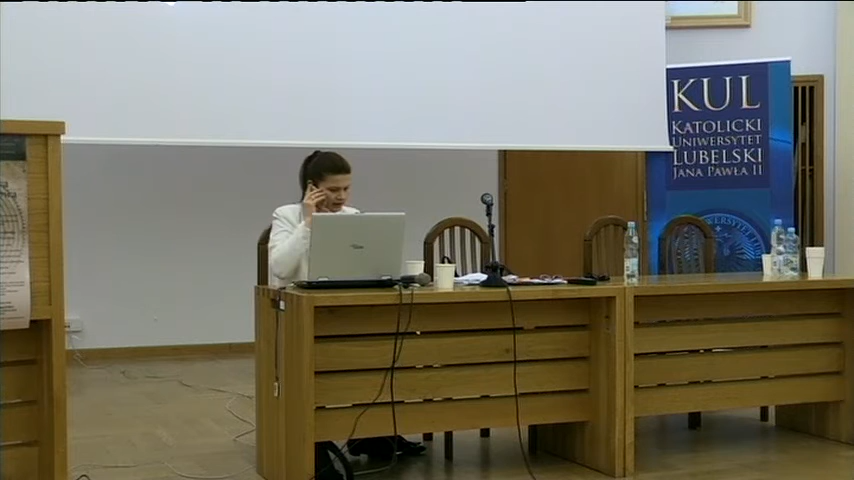 KUL
KATOLICKI
UNIWERSYTET
LUBELSKI
JANA PAWŁA II